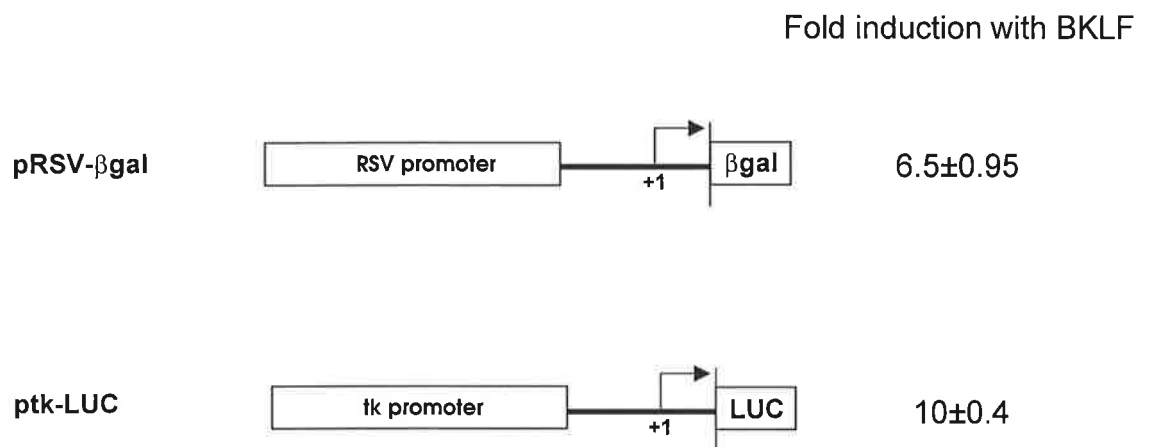 Fold induction with BKLF
pRSV-βgal RSV promoter +1 βgal 6.5±0.95
ptk-LUC tk promoter +1 LUC 10±0.4